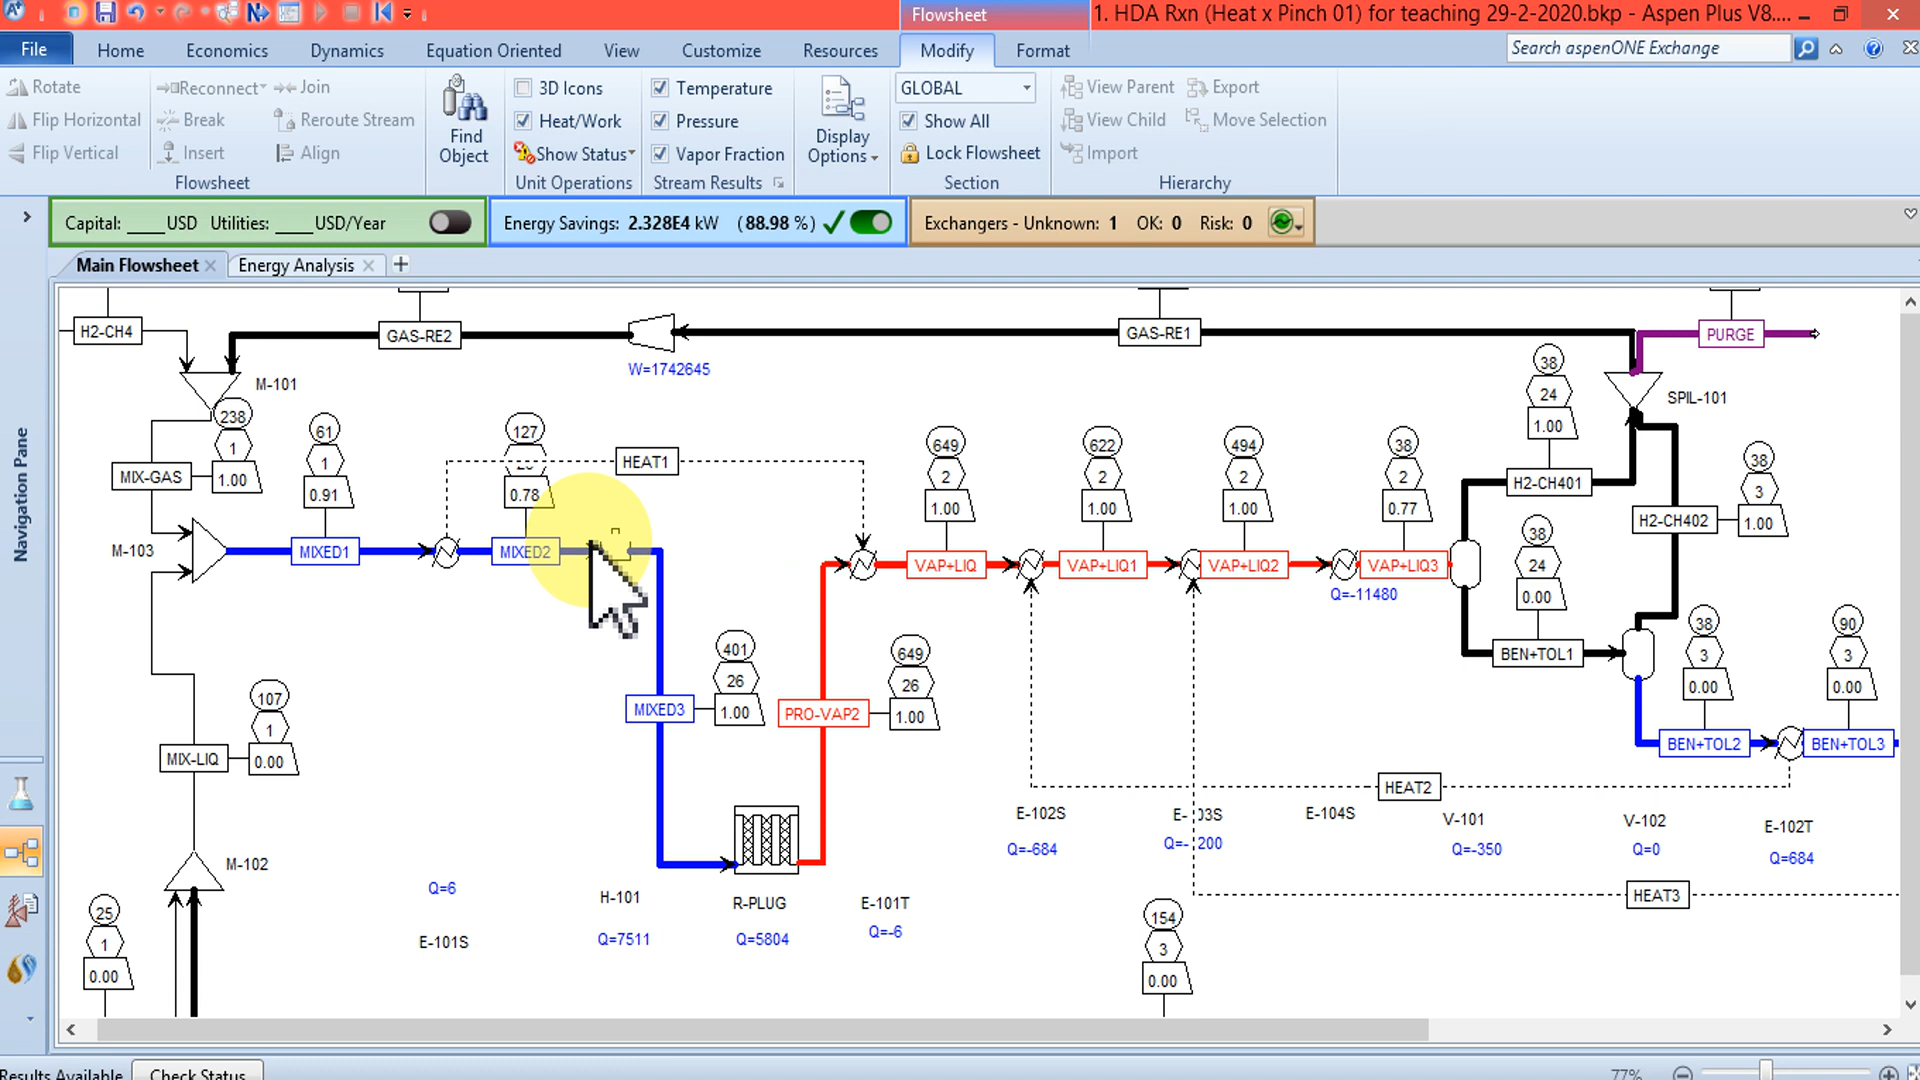 Flowsheet
1. HDA Rxn (Heat x Pinch 01) for teaching 29-2-2020.bkp - Aspen Plus V8....
File
Home
Economics
Dynamics
Equation Oriented
View
Customize
Resources
Modify
Format
Search aspenONE Exchange
Rotate
Flip Horizontal
Flip Vertical
Reconnect
Join
Break
Reroute Stream
Insert
Align
Flowsheet
Find Object
3D Icons
Heat/Work
Show Status
Unit Operations
Temperature
Pressure
Vapor Fraction
Stream Results
Display Options
GLOBAL
Show All
Lock Flowsheet
Section
View Parent
Export
View Child
Move Selection
Import
Hierarchy
Capital: ____USD Utilities: ____USD/Year
Energy Savings: 2.328E4 kW (88.98 %)
Exchangers - Unknown: 1 OK: 0 Risk: 0
Main Flowsheet
Energy Analysis
Navigation Pane
H2-CH4
GAS-RE2
GAS-RE1
PURGE
W=1742645
M-101
SPIL-101
38
24
1.00
238
1
1.00
61
1
0.91
127
0.78
HEAT1
649
2
1.00
622
2
1.00
494
2
1.00
38
2
0.77
MIX-GAS
H2-CH401
38
3
1.00
H2-CH402
M-103
MIXED1
MIXED2
VAP+LIQ
VAP+LIQ1
VAP+LIQ2
VAP+LIQ3
Q=-11480
38
24
0.00
BEN+TOL1
401
26
1.00
MIXED3
649
26
1.00
PRO-VAP2
38
3
0.00
90
3
0.00
BEN+TOL2
BEN+TOL3
107
1
0.00
MIX-LIQ
HEAT2
E-102S
E-103S
E-104S
V-101
V-102
E-102T
Q=-684
Q=-350
Q=0
Q=684
M-102
Q=6
H-101
R-PLUG
E-101T
HEAT3
E-101S
Q=7511
Q=5804
Q=-6
25
1
0.00
154
3
0.00
Results Available
Check Status
77%